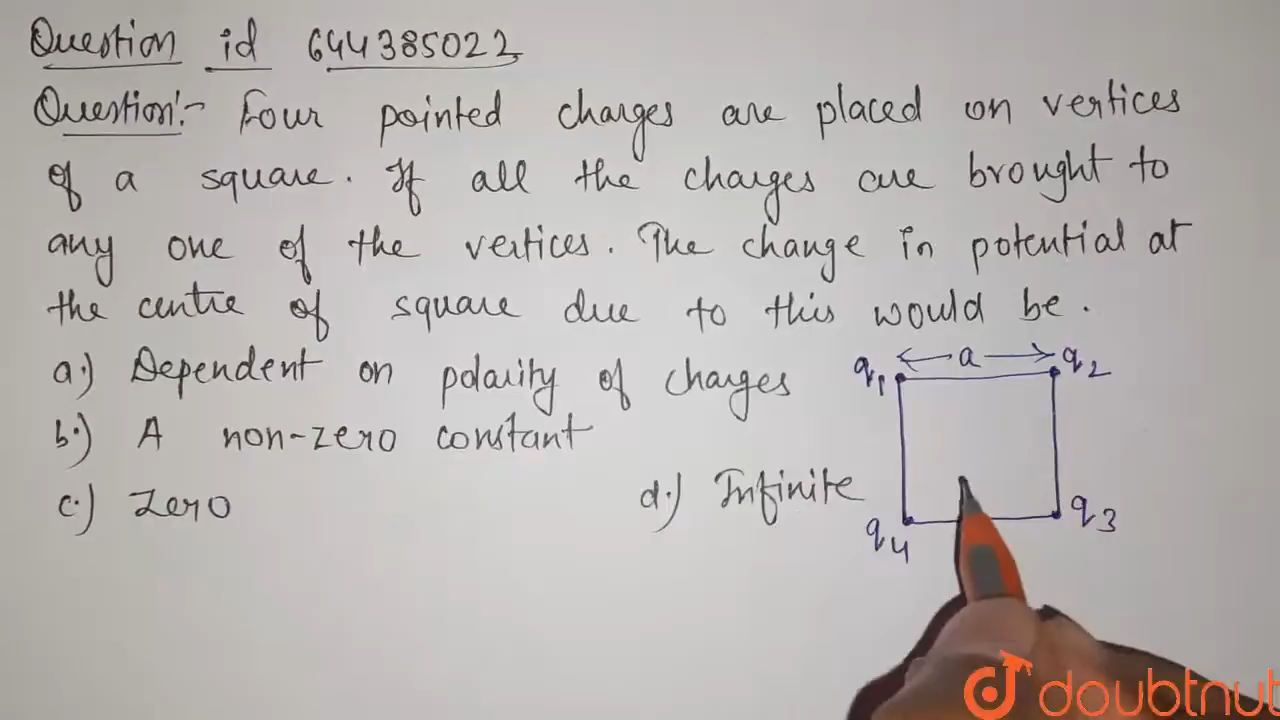 Question id 644385022
Question:- Four pointed charges are placed on vertices
of a square. If all the charges are brought to
any one of the vertices. The change in potential at
the centre of square due to this would be.
a.) Dependent on polarity of charges
b.) A non-zero constant
c.) Zero
d.) Infinite
q1 a q2
q4 q3
doubtnut